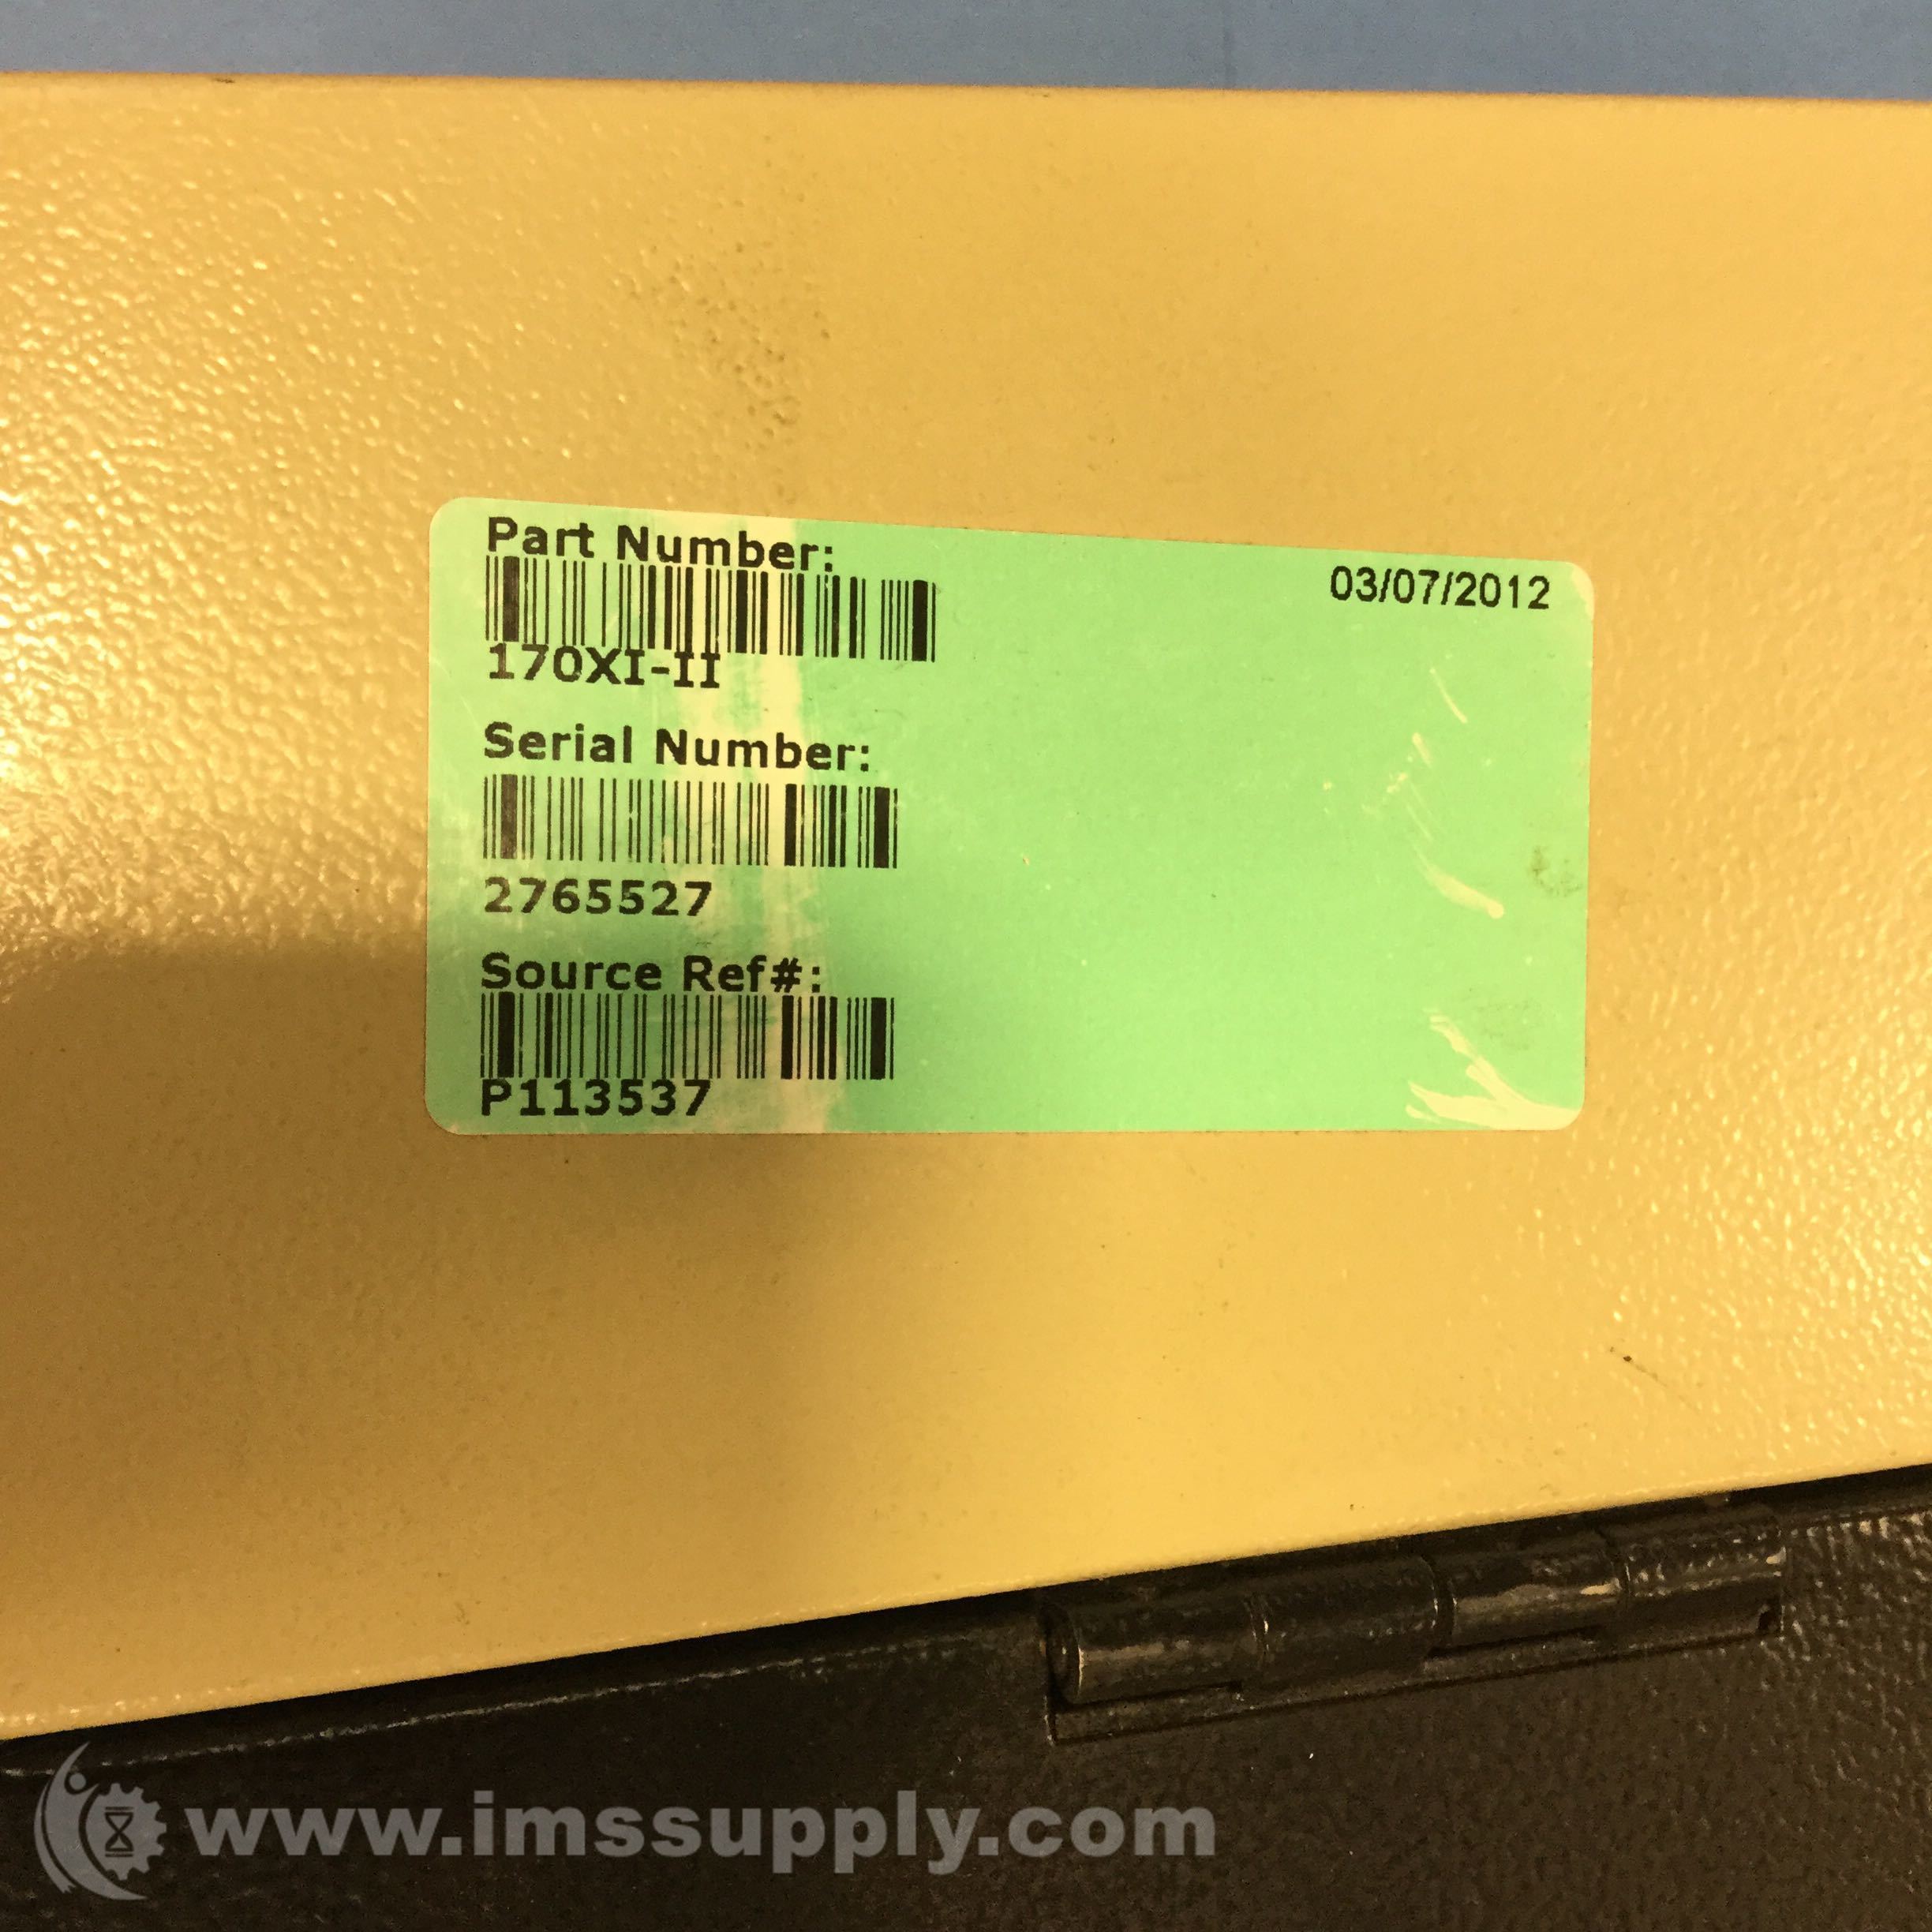 Part Number:
03/07/2012
170XI-II
Serial Number:
2765527
Source Ref#:
P113537
www.imssupply.com